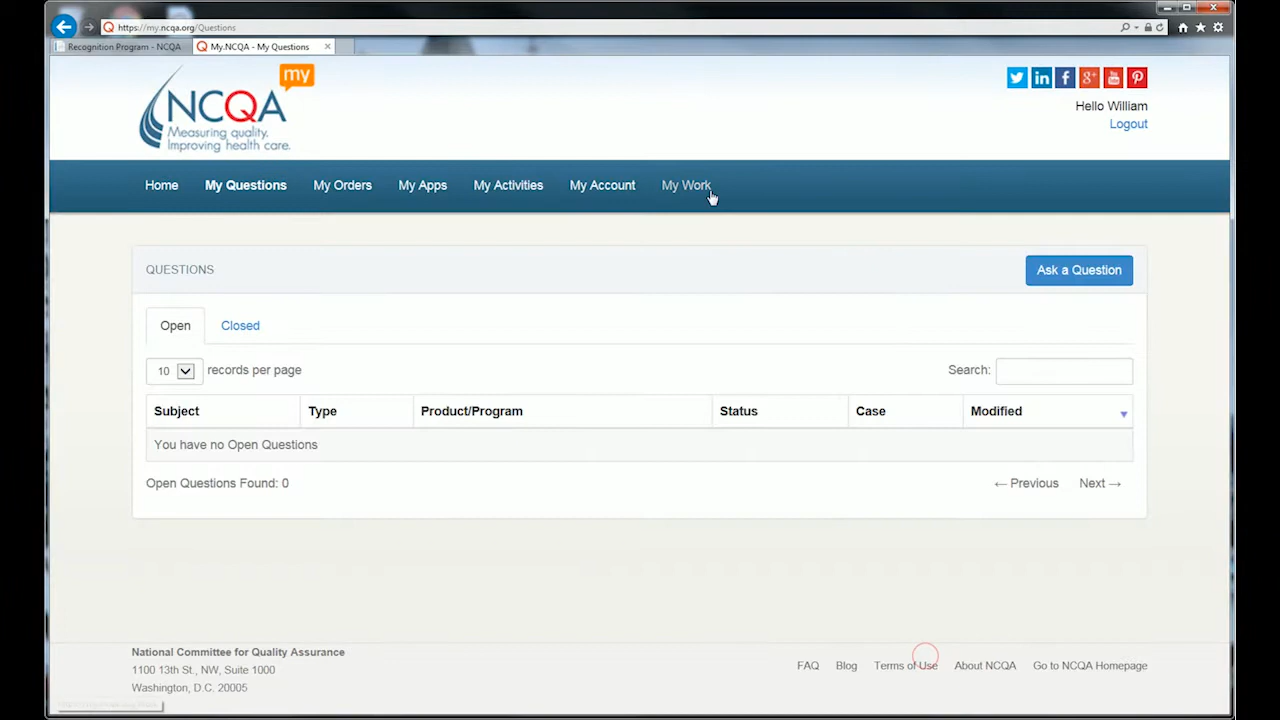 https://my.ncqa.org/Questions
Recognition Program - NCQA
My.NCQA - My Questions
my
NCQA
Measuring quality.
Improving health care.
Hello William
Logout
Home
My Questions
My Orders
My Apps
My Activities
My Account
My Work
QUESTIONS
Ask a Question
Open
Closed
10 records per page
Search:
Subject
Type
Product/Program
Status
Case
Modified
You have no Open Questions
Open Questions Found: 0
← Previous
Next →
National Committee for Quality Assurance
1100 13th St., NW, Suite 1000
Washington, D.C. 20005
FAQ
Blog
Terms of Use
About NCQA
Go to NCQA Homepage